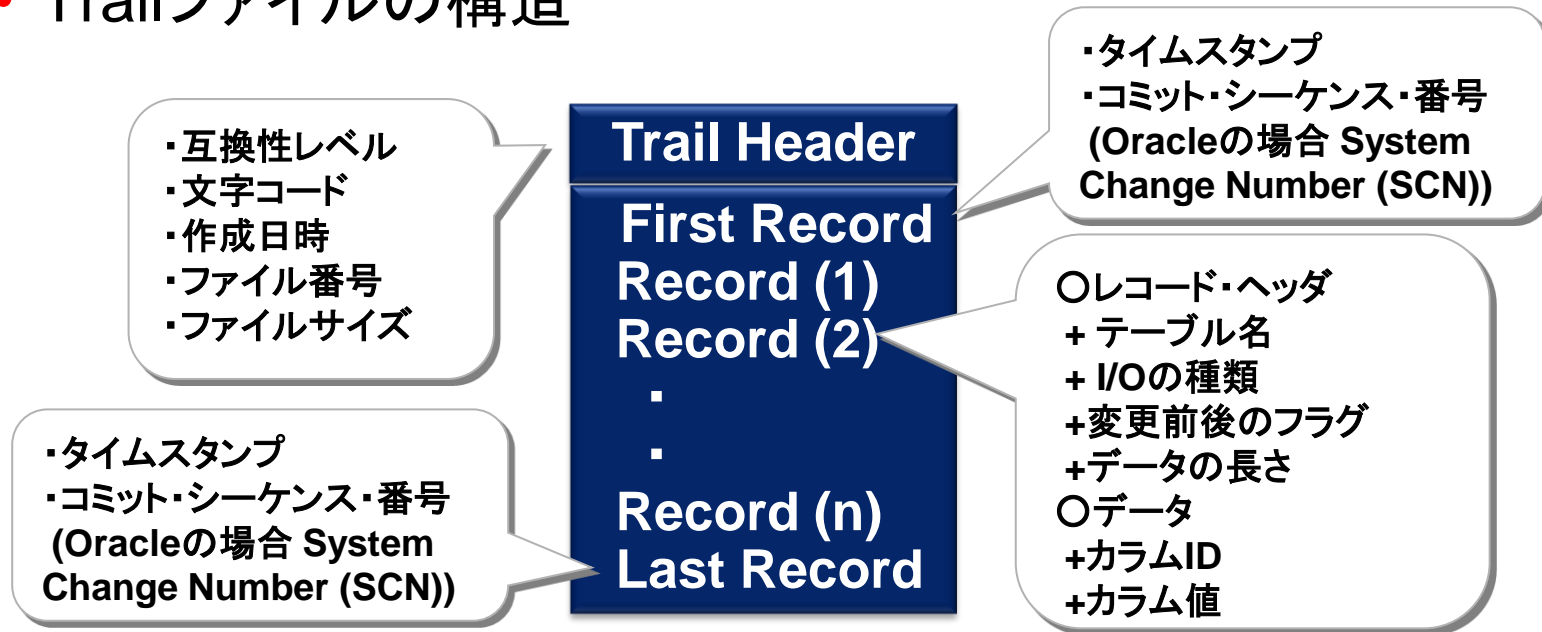 • Trailファイルの構造
・互換性レベル
・文字コード
・作成日時
・ファイル番号
・ファイルサイズ
Trail Header
First Record
Record (1)
Record (2)
・
・
Record (n)
Last Record
・タイムスタンプ
・コミット・シーケンス・番号
(Oracleの場合 System
Change Number (SCN))
〇レコード・ヘッダ
+ テーブル名
+ I/Oの種類
+変更前後のフラグ
+データの長さ
〇データ
+カラムID
+カラム値
・タイムスタンプ
・コミット・シーケンス・番号
(Oracleの場合 System
Change Number (SCN))